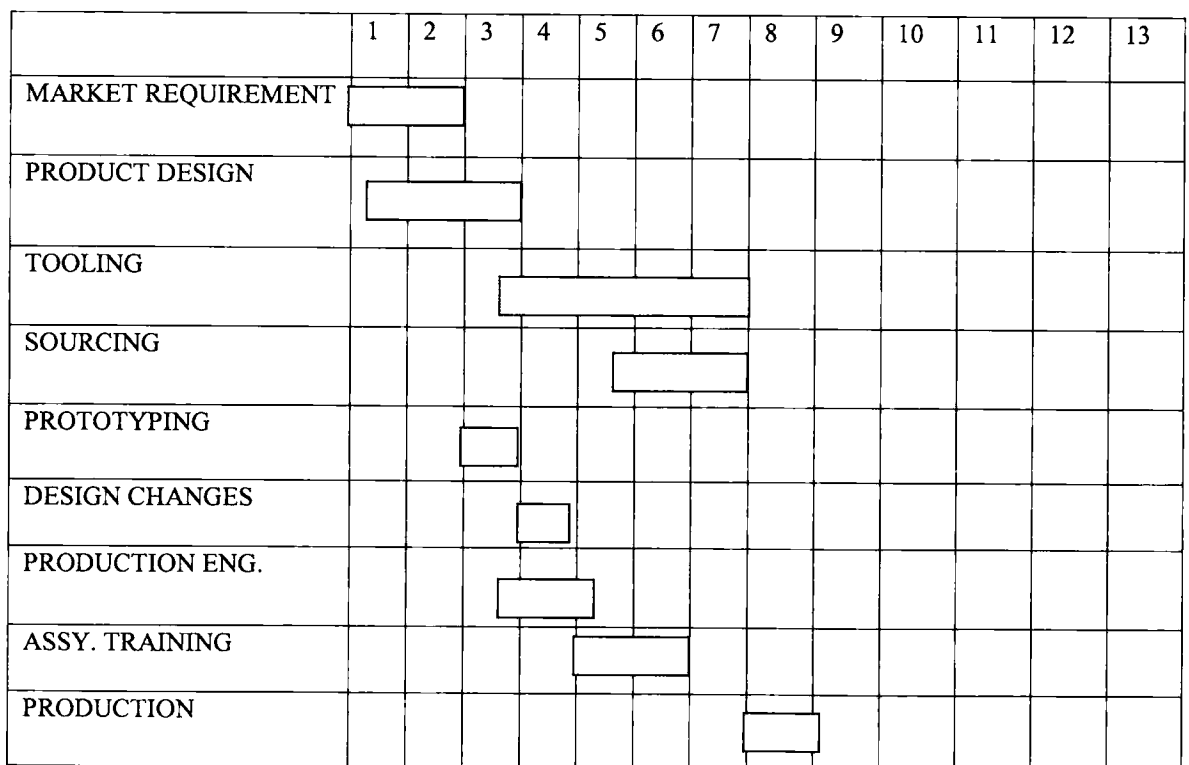 1 2 3 4 5 6 7 8 9 10 11 12 13
MARKET REQUIREMENT
PRODUCT DESIGN
TOOLING
SOURCING
PROTOTYPING
DESIGN CHANGES
PRODUCTION ENG.
ASSY. TRAINING
PRODUCTION